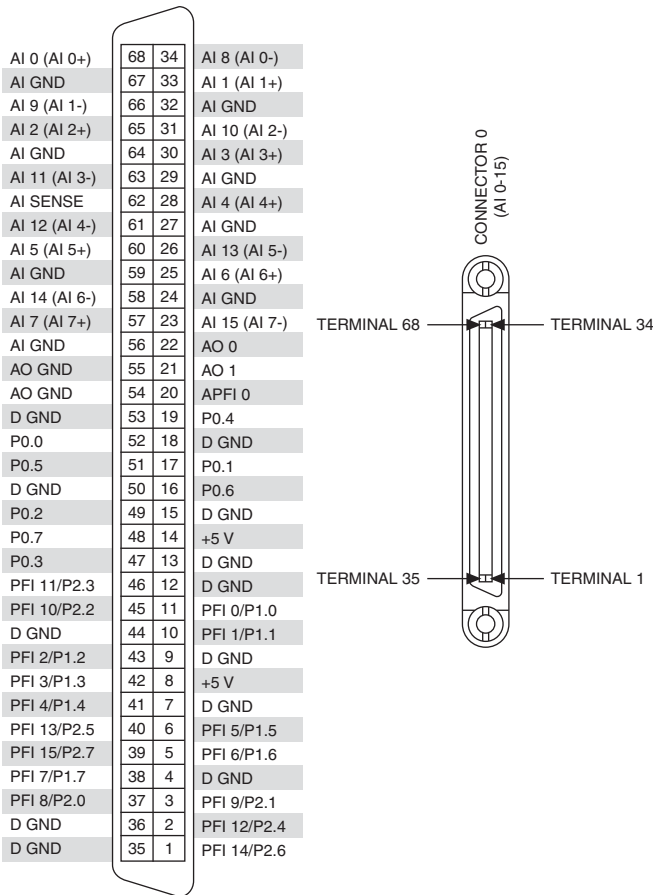 AI 0 (AI 0+) 68 34 AI 8 (AI 0-)
AI GND 67 33 AI 1 (AI 1+)
AI 9 (AI 1-) 66 32 AI GND
AI 2 (AI 2+) 65 31 AI 10 (AI 2-)
AI GND 64 30 AI 3 (AI 3+)
AI 11 (AI 3-) 63 29 AI GND
AI SENSE 62 28 AI 4 (AI 4+)
AI 12 (AI 4-) 61 27 AI GND
AI 5 (AI 5+) 60 26 AI 13 (AI 5-)
AI GND 59 25 AI 6 (AI 6+)
AI 14 (AI 6-) 58 24 AI GND
AI 7 (AI 7+) 57 23 AI 15 (AI 7-)
AI GND 56 22 AO 0
AO GND 55 21 AO 1
AO GND 54 20 APFI 0
D GND 53 19 P0.4
P0.0 52 18 D GND
P0.5 51 17 P0.1
D GND 50 16 P0.6
P0.2 49 15 D GND
P0.7 48 14 +5 V
P0.3 47 13 D GND
PFI 11/P2.3 46 12 D GND
PFI 10/P2.2 45 11 PFI 0/P1.0
D GND 44 10 PFI 1/P1.1
PFI 2/P1.2 43 9 D GND
PFI 3/P1.3 42 8 +5 V
PFI 4/P1.4 41 7 D GND
PFI 13/P2.5 40 6 PFI 5/P1.5
PFI 15/P2.7 39 5 PFI 6/P1.6
PFI 7/P1.7 38 4 D GND
PFI 8/P2.0 37 3 PFI 9/P2.1
D GND 36 2 PFI 12/P2.4
D GND 35 1 PFI 14/P2.6
CONNECTOR 0
(AI 0-15)
TERMINAL 68 TERMINAL 34
TERMINAL 35 TERMINAL 1